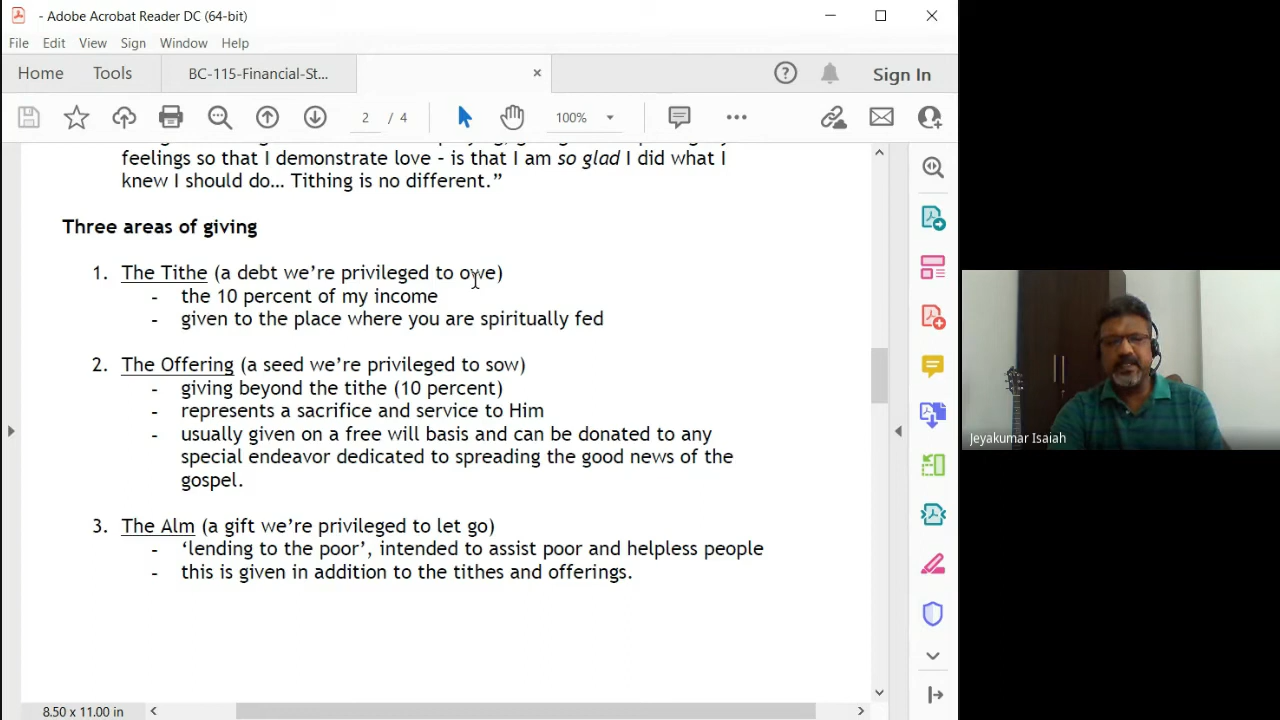 - Adobe Acrobat Reader DC (64-bit)
File Edit View Sign Window Help
Home Tools BC-115-Financial-St... Sign In
2 / 4 100%
feelings so that I demonstrate love – is that I am so glad I did what I
knew I should do… Tithing is no different.”
Three areas of giving
1. The Tithe (a debt we’re privileged to owe)
- the 10 percent of my income
- given to the place where you are spiritually fed
2. The Offering (a seed we’re privileged to sow)
- giving beyond the tithe (10 percent)
- represents a sacrifice and service to Him
- usually given on a free will basis and can be donated to any
special endeavor dedicated to spreading the good news of the
gospel.
3. The Alm (a gift we’re privileged to let go)
- ‘lending to the poor’, intended to assist poor and helpless people
- this is given in addition to the tithes and offerings.
8.50 x 11.00 in
Jeyakumar Isaiah